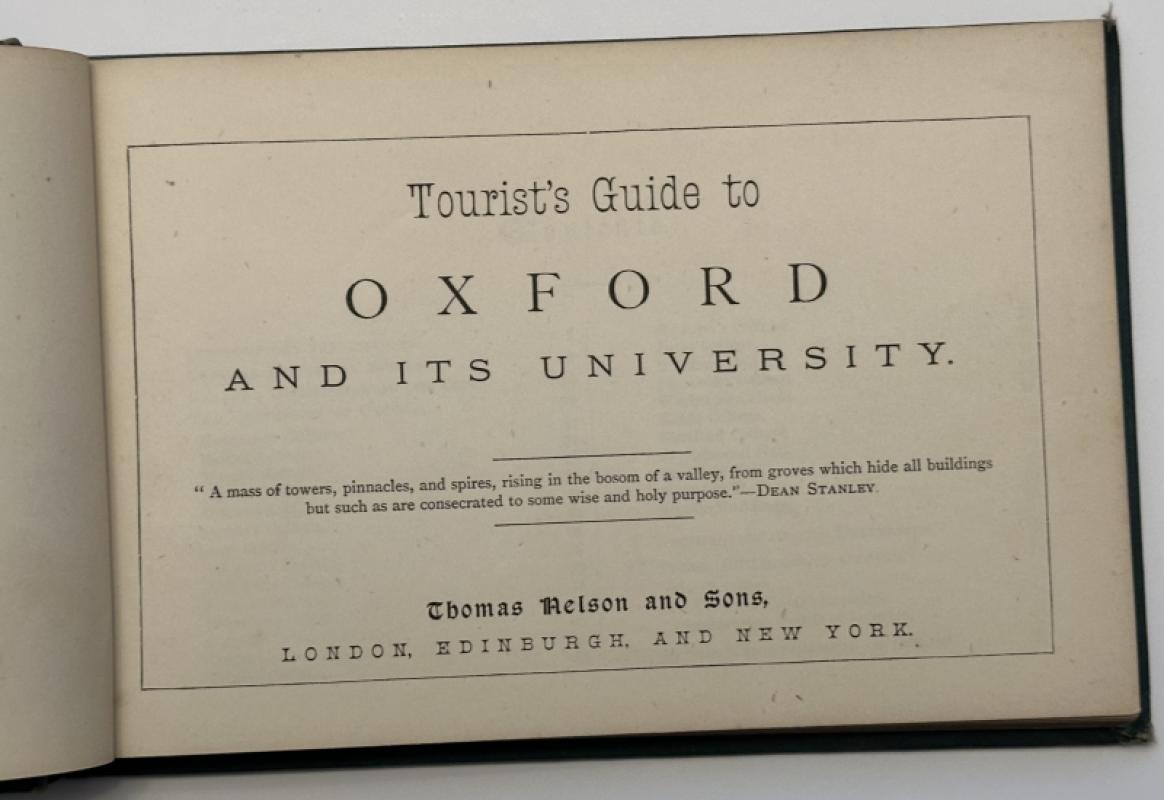 Tourist's Guide to
OXFORD
AND ITS UNIVERSITY.
“ A mass of towers, pinnacles, and spires, rising in the bosom of a valley, from groves which hide all buildings
but such as are consecrated to some wise and holy purpose.”—DEAN STANLEY.
Thomas Nelson and Sons,
LONDON, EDINBURGH, AND NEW YORK.